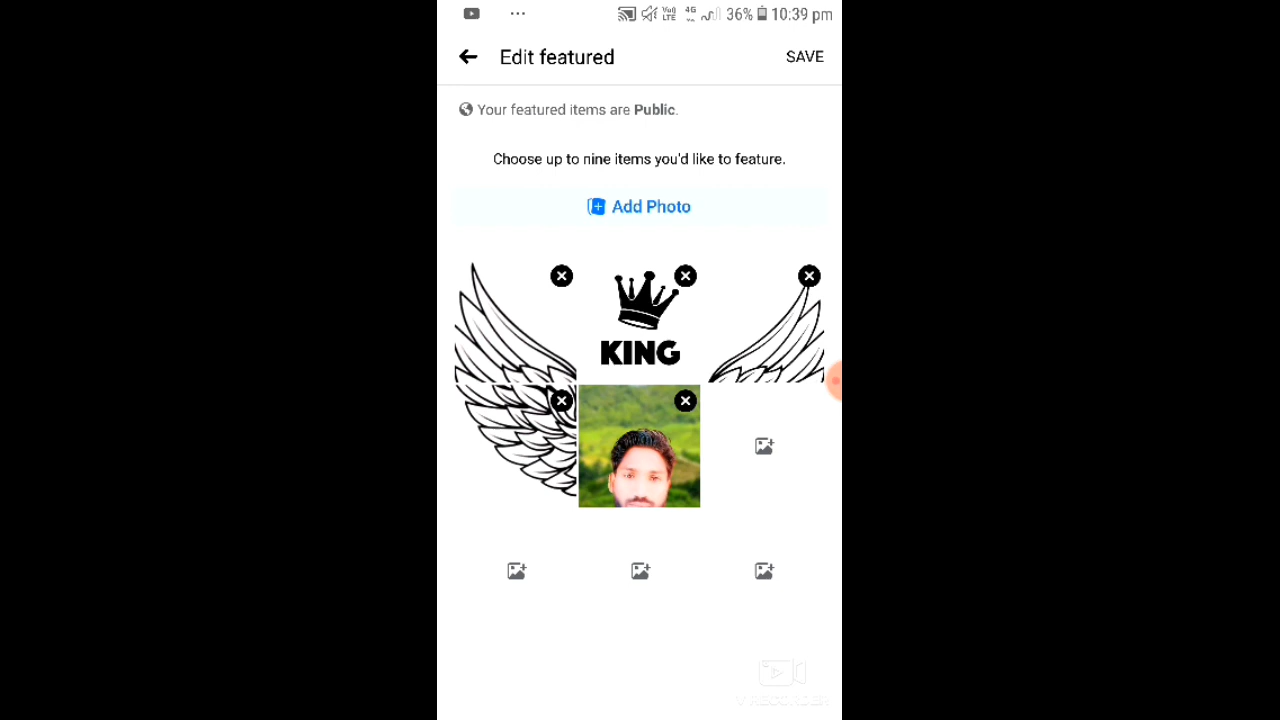 36% 10:39 pm
Edit featured
SAVE
Your featured items are Public.
Choose up to nine items you'd like to feature.
Add Photo
KING
V RECORDER